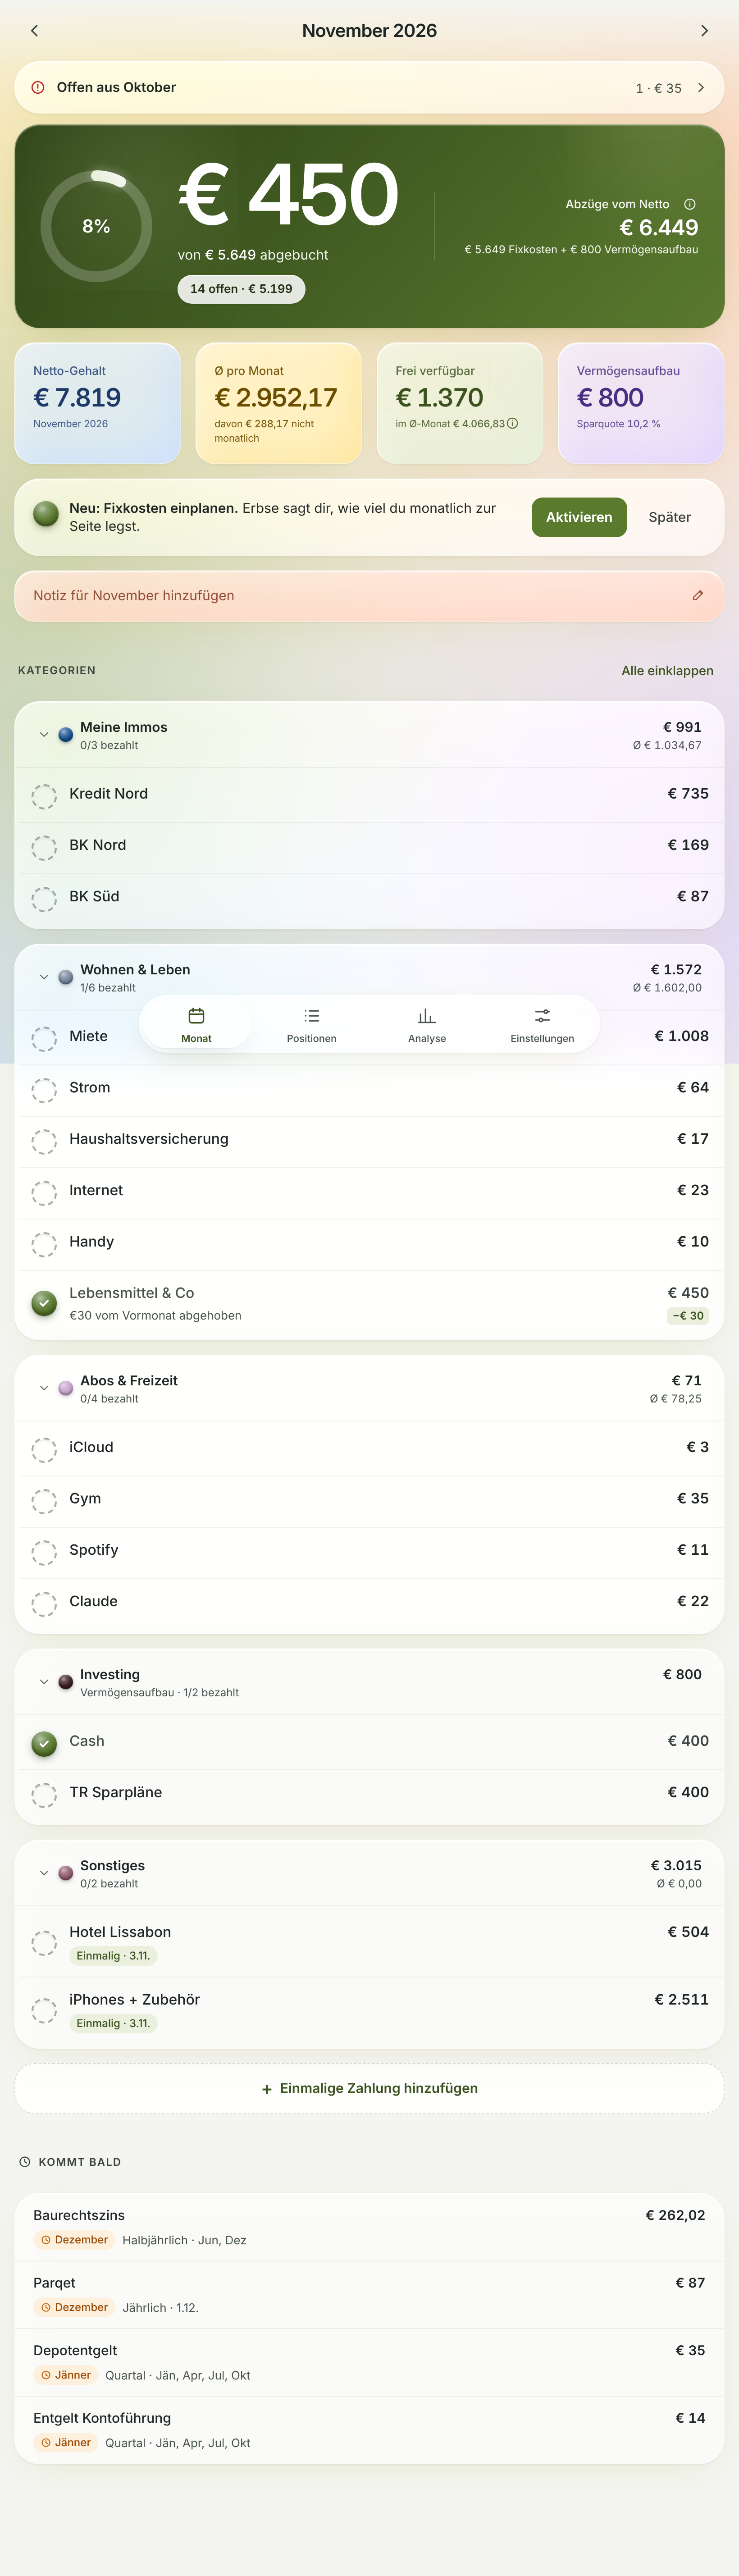 November 2026
Offen aus Oktober
1 · € 35
8%
€ 450
von € 5.649 abgebucht
14 offen · € 5.199
Abzüge vom Netto
€ 6.449
€ 5.649 Fixkosten + € 800 Vermögensaufbau
Netto-Gehalt
€ 7.819
November 2026
Ø pro Monat
€ 2.952,17
davon € 288,17 nicht
monatlich
Frei verfügbar
€ 1.370
im Ø-Monat € 4.066,83
Vermögensaufbau
€ 800
Sparquote 10,2 %
Neu: Fixkosten einplanen. Erbse sagt dir, wie viel du monatlich zur
Seite legst.
Aktivieren
Später
Notiz für November hinzufügen
KATEGORIEN
Alle einklappen
Meine Immos
€ 991
0/3 bezahlt
Ø € 1.034,67
Kredit Nord
€ 735
BK Nord
€ 169
BK Süd
€ 87
Wohnen & Leben
€ 1.572
1/6 bezahlt
Ø € 1.602,00
Miete
€ 1.008
Monat
Positionen
Analyse
Einstellungen
Strom
€ 64
Haushaltsversicherung
€ 17
Internet
€ 23
Handy
€ 10
Lebensmittel & Co
€ 450
€30 vom Vormonat abgehoben
−€ 30
Abos & Freizeit
€ 71
0/4 bezahlt
Ø € 78,25
iCloud
€ 3
Gym
€ 35
Spotify
€ 11
Claude
€ 22
Investing
€ 800
Vermögensaufbau · 1/2 bezahlt
Cash
€ 400
TR Sparpläne
€ 400
Sonstiges
€ 3.015
0/2 bezahlt
Ø € 0,00
Hotel Lissabon
€ 504
Einmalig · 3.11.
iPhones + Zubehör
€ 2.511
Einmalig · 3.11.
+ Einmalige Zahlung hinzufügen
KOMMT BALD
Baurechtszins
€ 262,02
Dezember
Halbjährlich · Jun, Dez
Parqet
€ 87
Dezember
Jährlich · 1.12.
Depotentgelt
€ 35
Jänner
Quartal · Jän, Apr, Jul, Okt
Entgelt Kontoführung
€ 14
Jänner
Quartal · Jän, Apr, Jul, Okt